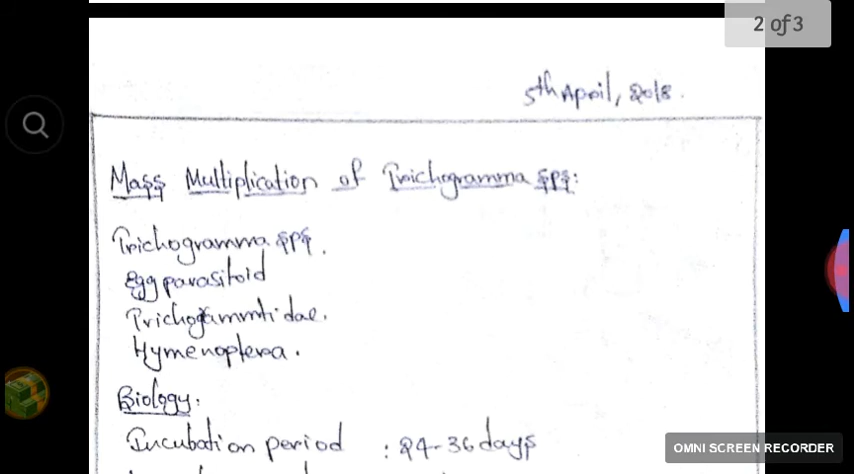 2 of 3
5th April, 2018.
Mass Multiplication of Trichogramma spp:
Trichogramma spp.
Egg parasitoid
Trichogrammtidae.
Hymenoptera.
Biology:
Incubation period : 24-36 days
OMNI SCREEN RECORDER